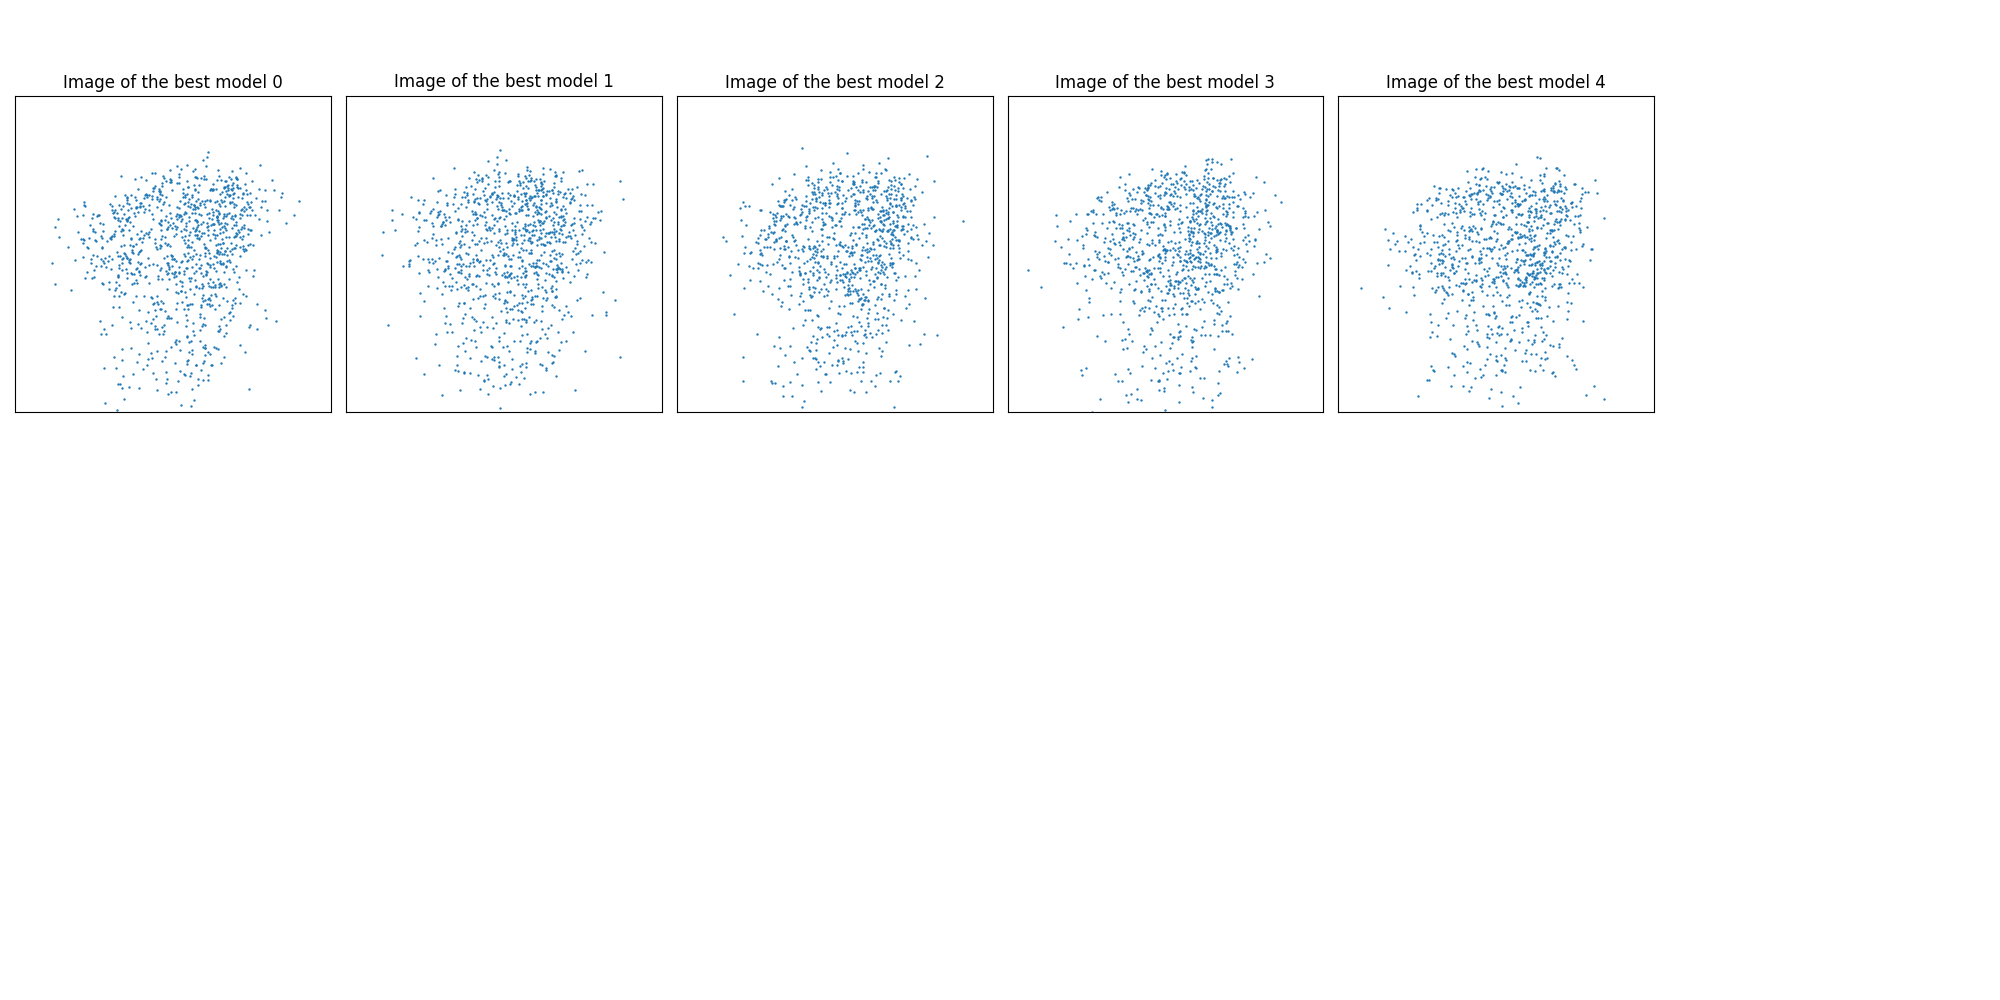 Image of the best model 0
Image of the best model 1
Image of the best model 2
Image of the best model 3
Image of the best model 4